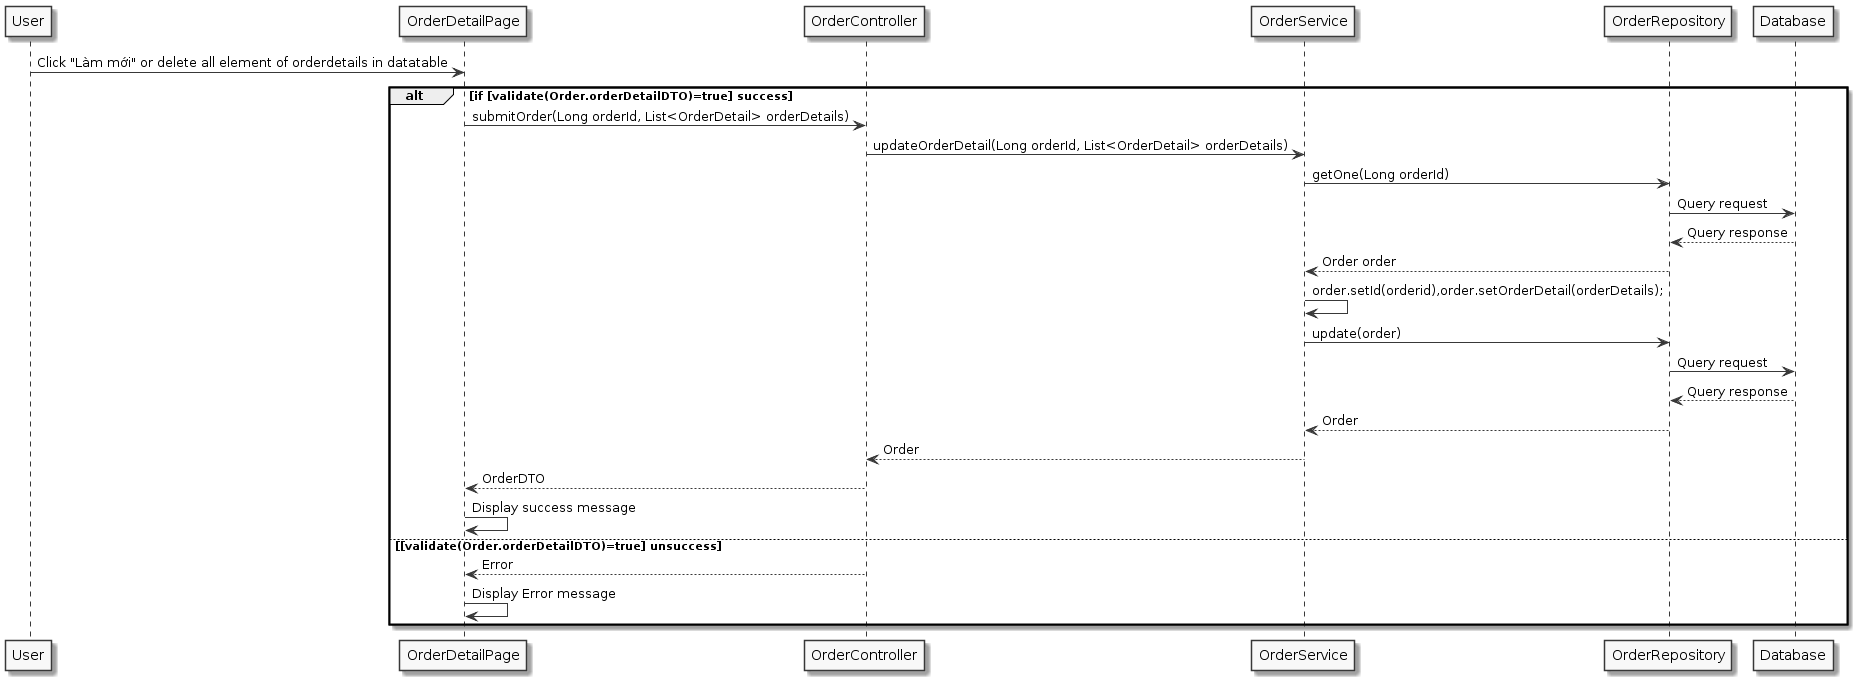 User
OrderDetailPage
OrderController
OrderService
OrderRepository
Database
Click "Làm mới" or delete all element of orderdetails in datatable
alt
[if [validate(Order.orderDetailDTO)=true] success]
submitOrder(Long orderId, List<OrderDetail> orderDetails)
updateOrderDetail(Long orderId, List<OrderDetail> orderDetails)
getOne(Long orderId)
Query request
Query response
Order order
order.setId(orderid),order.setOrderDetail(orderDetails);
update(order)
Query request
Query response
Order
Order
OrderDTO
Display success message
[[validate(Order.orderDetailDTO)=true] unsuccess]
Error
Display Error message
User
OrderDetailPage
OrderController
OrderService
OrderRepository
Database